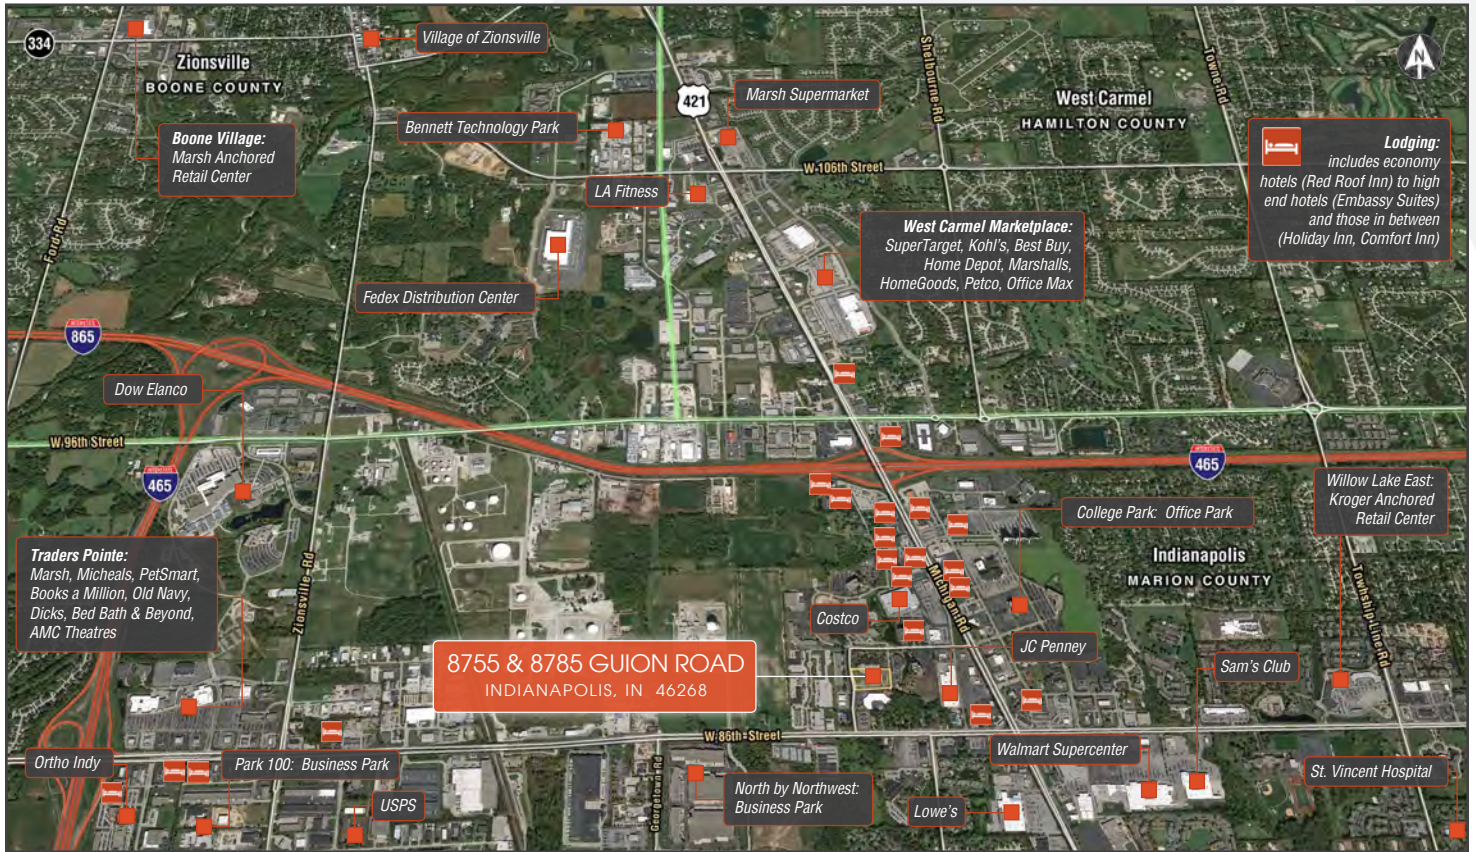 334
Zionsville
BOONE COUNTY
Village of Zionsville
Boone Village:
Marsh Anchored
Retail Center
Bennett Technology Park
421
Marsh Supermarket
Shelbourne Rd
West Carmel
HAMILTON COUNTY
Towne Rd
N
Lodging:
includes economy
hotels (Red Roof Inn) to high
end hotels (Embassy Suites)
and those in between
(Holiday Inn, Comfort Inn)
W 106th Street
LA Fitness
Ford Rd
West Carmel Marketplace:
SuperTarget, Kohl's, Best Buy,
Home Depot, Marshalls,
HomeGoods, Petco, Office Max
Fedex Distribution Center
INTERSTATE
865
Dow Elanco
W 96th Street
INTERSTATE
465
INTERSTATE
465
Willow Lake East:
Kroger Anchored
Retail Center
College Park: Office Park
Indianapolis
MARION COUNTY
Traders Pointe:
Marsh, Micheals, PetSmart,
Books a Million, Old Navy,
Dicks, Bed Bath & Beyond,
AMC Theatres
Zionsville Rd
Michigan Rd
Township Line Rd
Costco
JC Penney
8755 & 8785 GUION ROAD
INDIANAPOLIS, IN 46268
Sam's Club
W 86th Street
Ortho Indy
Park 100: Business Park
USPS
Georgetown Rd
North by Northwest:
Business Park
Walmart Supercenter
Lowe's
St. Vincent Hospital